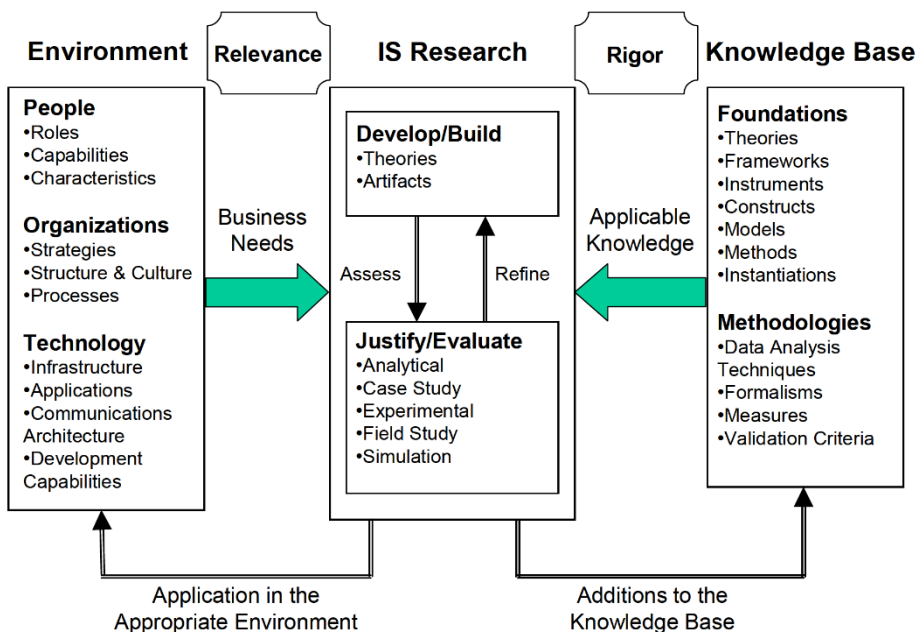 Environment
Relevance
IS Research
Rigor
Knowledge Base
People
•Roles
•Capabilities
•Characteristics
Organizations
•Strategies
•Structure & Culture
•Processes
Technology
•Infrastructure
•Applications
•Communications
Architecture
•Development
Capabilities
Business
Needs
Develop/Build
•Theories
•Artifacts
Assess
Refine
Justify/Evaluate
•Analytical
•Case Study
•Experimental
•Field Study
•Simulation
Applicable
Knowledge
Foundations
•Theories
•Frameworks
•Instruments
•Constructs
•Models
•Methods
•Instantiations
Methodologies
•Data Analysis
Techniques
•Formalisms
•Measures
•Validation Criteria
Application in the
Appropriate Environment
Additions to the
Knowledge Base